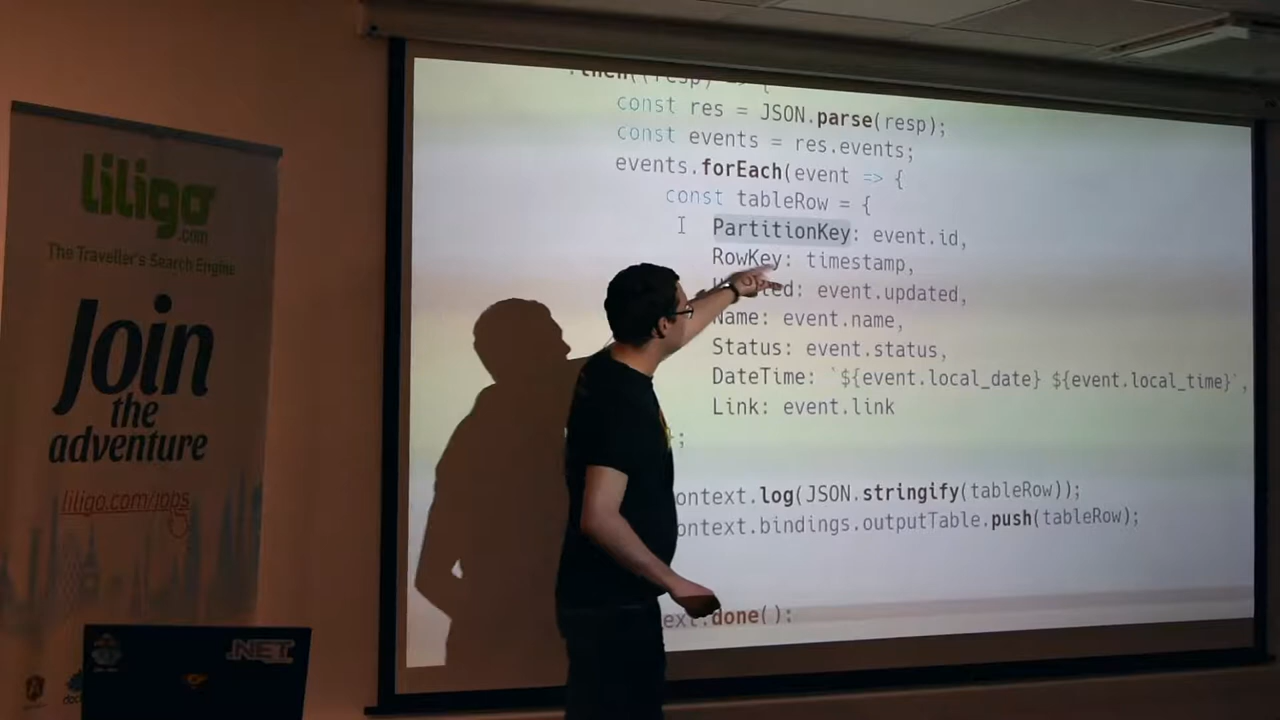 liligo
.com
The Traveller's Search Engine
Join
the
adventure
liligo.com/jobs
.NET
.then((resp) => {
const res = JSON.parse(resp);
const events = res.events;
events.forEach(event => {
const tableRow = {
PartitionKey: event.id,
RowKey: timestamp,
: event.updated,
Name: event.name,
Status: event.status,
DateTime: `${event.local_date} ${event.local_time}`,
Link: event.link
};
ontext.log(JSON.stringify(tableRow));
ontext.bindings.outputTable.push(tableRow);
ext.done();